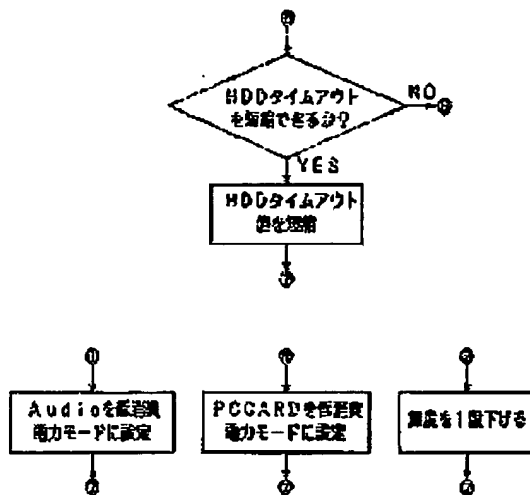 HDDタイムアウト
を短縮できるか?
NO
YES
HDDタイムアウト
値を短縮
①
Audioを低消費
電力モードに設定
②
PCCARDを低消費
電力モードに設定
輝度を1段下げる